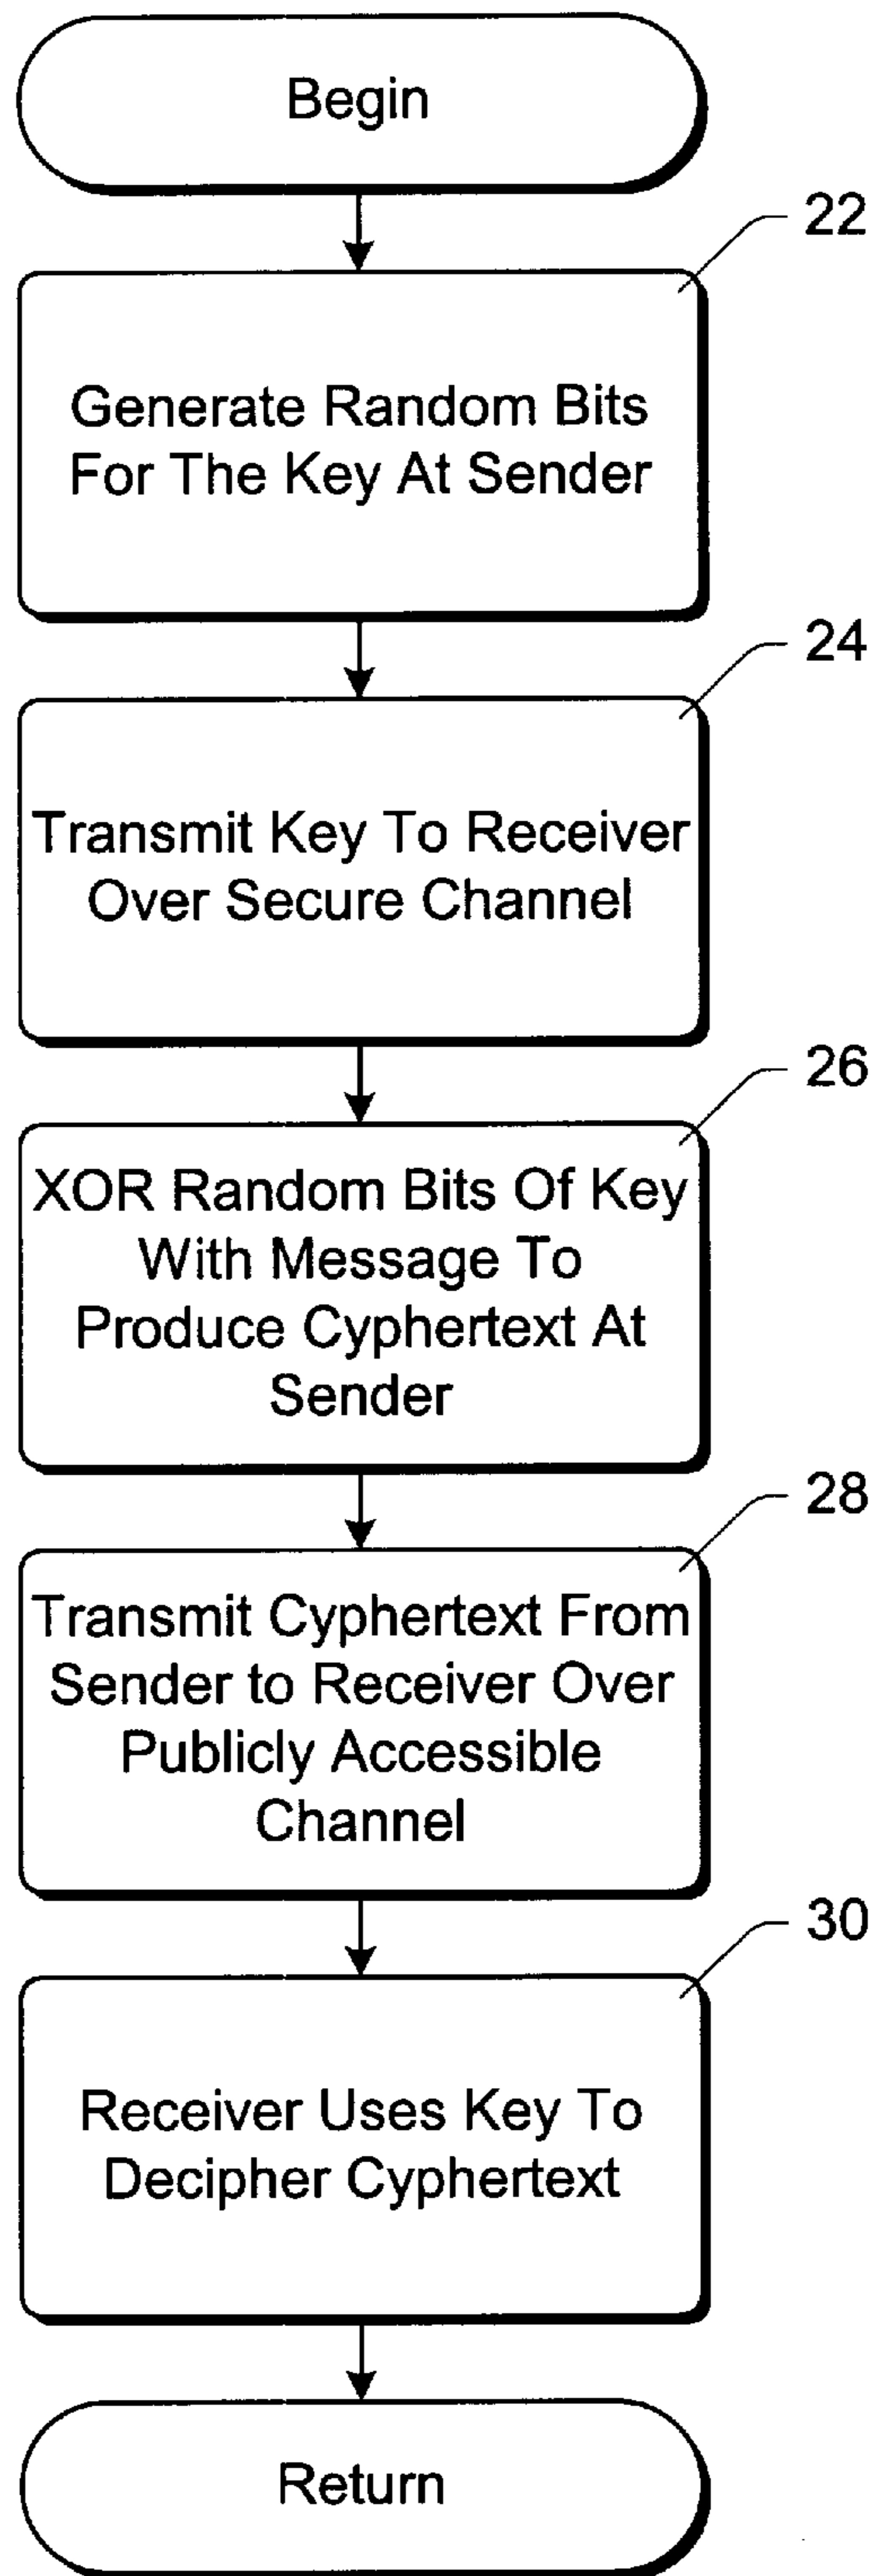 Begin
22
Generate Random Bits
For The Key At Sender
24
Transmit Key To Receiver
Over Secure Channel
26
XOR Random Bits Of Key
With Message To
Produce Cyphertext At
Sender
28
Transmit Cyphertext From
Sender to Receiver Over
Publicly Accessible
Channel
30
Receiver Uses Key To
Decipher Cyphertext
Return